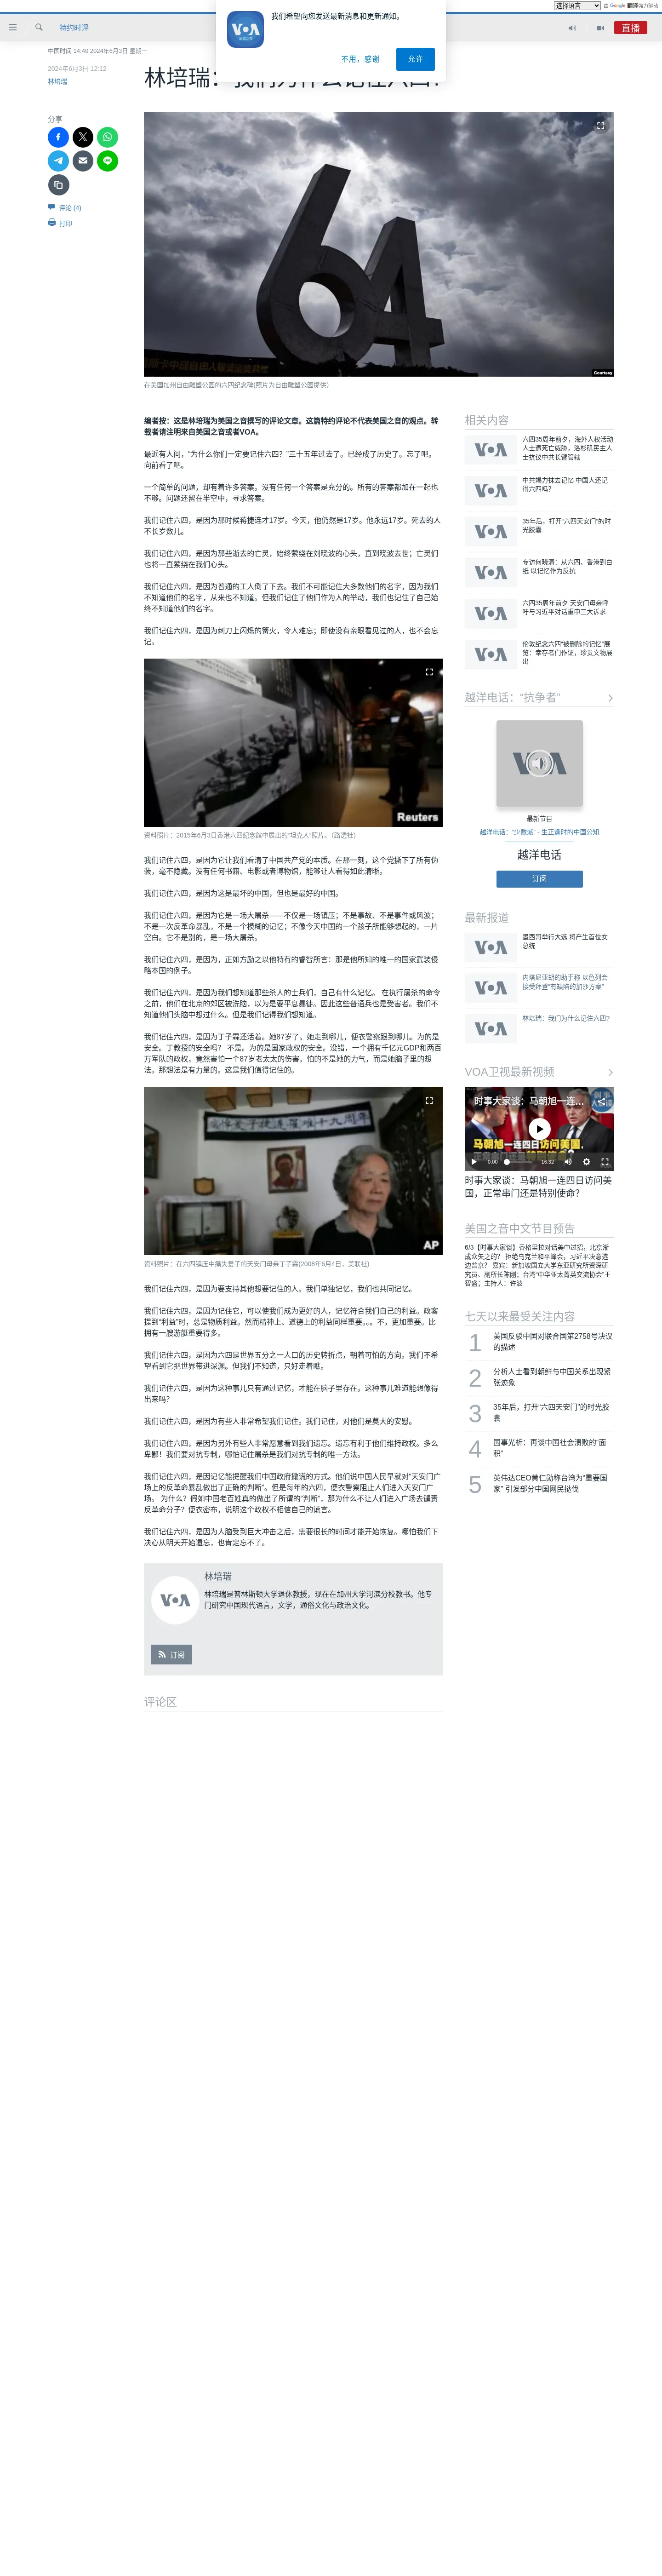 选择语言 由 Google 翻译强力驱动
我们希望向您发送最新消息和更新通知。
不用，感谢 允许
特约时评
直播
中国时间 14:40 2024年6月3日 星期一
2024年6月3日 12:12
林培瑞
林培瑞：我们为什么记住六四？
分享
评论 (4)
打印
64
Courtesy
在美国加州自由雕塑公园的六四纪念碑(照片为自由雕塑公园提供）
编者按：这是林培瑞为美国之音撰写的评论文章。这篇特约评论不代表美国之音的观点。转
载者请注明来自美国之音或者VOA。
最近有人问，“为什么你们一定要记住六四？”三十五年过去了。已经成了历史了。忘了吧。
向前看了吧。
一个简单的问题，却有着许多答案。没有任何一个答案是充分的。所有的答案都加在一起也
不够。问题还留在半空中，寻求答案。
我们记住六四，是因为那时候蒋捷连才17岁。今天，他仍然是17岁。他永远17岁。死去的人
不长岁数儿。
我们记住六四，是因为那些逝去的亡灵，始终萦绕在刘晓波的心头，直到晓波去世；亡灵们
也将一直萦绕在我们心头。
我们记住六四，是因为普通的工人倒了下去。我们不可能记住大多数他们的名字，因为我们
不知道他们的名字，从来也不知道。但我们记住了他们作为人的举动，我们也记住了自己始
终不知道他们的名字。
我们记住六四，是因为刺刀上闪烁的篝火，令人难忘；即使没有亲眼看见过的人，也不会忘
记。
Reuters
资料照片：2015年6月3日香港六四纪念館中展出的“坦克人”照片。（路透社）
我们记住六四，是因为它让我们看清了中国共产党的本质。在那一刻，这个党撕下了所有伪
装，毫不隐藏。没有任何书籍、电影或者博物馆，能够让人看得如此清晰。
我们记住六四，是因为这是最坏的中国，但也是最好的中国。
我们记住六四，是因为它是一场大屠杀——不仅是一场镇压；不是事故、不是事件或风波；
不是一次反革命暴乱，不是一个模糊的记忆；不像今天中国的一个孩子所能够想起的，一片
空白。它不是别的，是一场大屠杀。
我们记住六四，是因为，正如方励之以他特有的睿智所言：那是他所知的唯一的国家武装侵
略本国的例子。
我们记住六四，是因为我们想知道那些杀人的士兵们，自己有什么记忆。 在执行屠杀的命令
之前，他们在北京的郊区被洗脑，以为是要平息暴徒。因此这些普通兵也是受害者。我们不
知道他们头脑中想过什么。但是我们记得我们想知道。
我们记住六四，是因为丁子霖还活着。她87岁了。她走到哪儿，便衣警察跟到哪儿。为的是
安全。丁教授的安全吗？ 不是。为的是国家政权的安全。没错，一个拥有千亿元GDP和两百
万军队的政权，竟然害怕一个87岁老太太的伤害。怕的不是她的力气，而是她脑子里的想
法。那想法是有力量的。这是我们值得记住的。
AP
资料照片：在六四镇压中痛失爱子的天安门母亲丁子霖(2008年6月4日，美联社)
我们记住六四，是因为要支持其他想要记住的人。我们单独记忆，我们也共同记忆。
我们记住六四，是因为记住它，可以使我们成为更好的人，记忆符合我们自己的利益。政客
提到“利益”时，总是物质利益。然而精神上、道德上的利益同样重要。。。不，更加重要。比
拥有一艘游艇重要得多。
我们记住六四，是因为六四是世界五分之一人口的历史转折点，朝着可怕的方向。我们不希
望看到它把世界带进深渊。但我们不知道，只好走着瞧。
我们记住六四，是因为这种事儿只有通过记忆，才能在脑子里存在。这种事儿难道能想像得
出来吗？
我们记住六四，是因为有些人非常希望我们记住。我们记住，对他们是莫大的安慰。
我们记住六四，是因为另外有些人非常愿意看到我们遗忘。遗忘有利于他们维持政权。多么
卑鄙！我们要对抗专制，哪怕记住屠杀是我们对抗专制的唯一方法。
我们记住六四，是因记忆能提醒我们中国政府撒谎的方式。他们说中国人民早就对“天安门广
场上的反革命暴乱做出了正确的判断”。但是每年的六四，便衣警察阻止人们进入天安门广
场。 为什么？假如中国老百姓真的做出了所谓的“判断”，那为什么不让人们进入广场去谴责
反革命分子？便衣密布，说明这个政权不相信自己的谎言。
我们记住六四，是因为人脑受到巨大冲击之后，需要很长的时间才能开始恢复。哪怕我们下
决心从明天开始遗忘，也肯定忘不了。
林培瑞
林培瑞是普林斯顿大学退休教授，现在在加州大学河滨分校教书。他专
门研究中国现代语言，文学，通俗文化与政治文化。
订阅
评论区
相关内容
六四35周年前夕，海外人权活动
人士遭死亡威胁，洛杉矶民主人
士抗议中共长臂管辖
中共竭力抹去记忆 中国人还记
得六四吗？
35年后，打开“六四天安门”的时
光胶囊
专访何晓清：从六四、香港到白
纸 以记忆作为反抗
六四35周年前夕 天安门母亲呼
吁与习近平对话重申三大诉求
伦敦纪念六四“被删除的记忆”展
览：幸存者们作证，珍贵文物展
出
越洋电话：“抗争者”
VOA
最新节目
越洋电话：“少数派” - 生正逢时的中国公知
越洋电话
订阅
最新报道
墨西哥举行大选 将产生首位女
总统
内塔尼亚胡的助手称 以色列会
接受拜登“有缺陷的加沙方案”
林培瑞：我们为什么记住六四？
VOA卫视最新视频
时事大家谈：马朝旭一连...
马朝旭一连四日访问美国，
0:00 16:32
时事大家谈：马朝旭一连四日访问美
国，正常串门还是特别使命？
美国之音中文节目预告
6/3【时事大家谈】香格里拉对话美中过招，北京渐
成众矢之的？ 拒绝乌克兰和平峰会，习近平决意选
边普京？ 嘉宾：新加坡国立大学东亚研究所资深研
究员、副所长陈刚；台湾“中华亚太菁英交流协会”王
智盛；主持人：许波
七天以来最受关注内容
1 美国反驳中国对联合国第2758号决议
的描述
2 分析人士看到朝鲜与中国关系出现紧
张迹象
3 35年后，打开“六四天安门”的时光胶
囊
4 国事光析：再谈中国社会溃败的“面
积”
5 英伟达CEO黄仁勋称台湾为“重要国
家” 引发部分中国网民挞伐